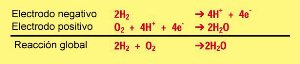 Electrodo negativo 2H₂ → 4H⁺ + 4e⁻
Electrodo positivo O₂ + 4H⁺ + 4e⁻ → 2H₂O
Reacción global 2H₂ + O₂ → 2H₂O